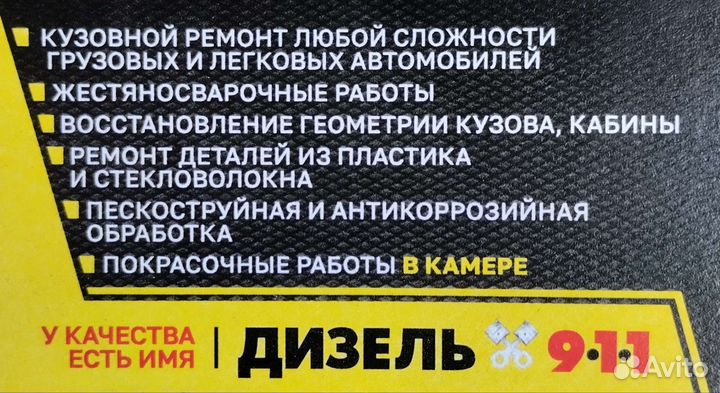 КУЗОВНОЙ РЕМОНТ ЛЮБОЙ СЛОЖНОСТИ
ГРУЗОВЫХ И ЛЕГКОВЫХ АВТОМОБИЛЕЙ
ЖЕСТЯНОСВАРОЧНЫЕ РАБОТЫ
ВОССТАНОВЛЕНИЕ ГЕОМЕТРИИ КУЗОВА, КАБИНЫ
РЕМОНТ ДЕТАЛЕЙ ИЗ ПЛАСТИКА
И СТЕКЛОВОЛОКНА
ПЕСКОСТРУЙНАЯ И АНТИКОРРОЗИЙНАЯ
ОБРАБОТКА
ПОКРАСОЧНЫЕ РАБОТЫ В КАМЕРЕ
У КАЧЕСТВА
ЕСТЬ ИМЯ
ДИЗЕЛЬ 9·1·1
Avito